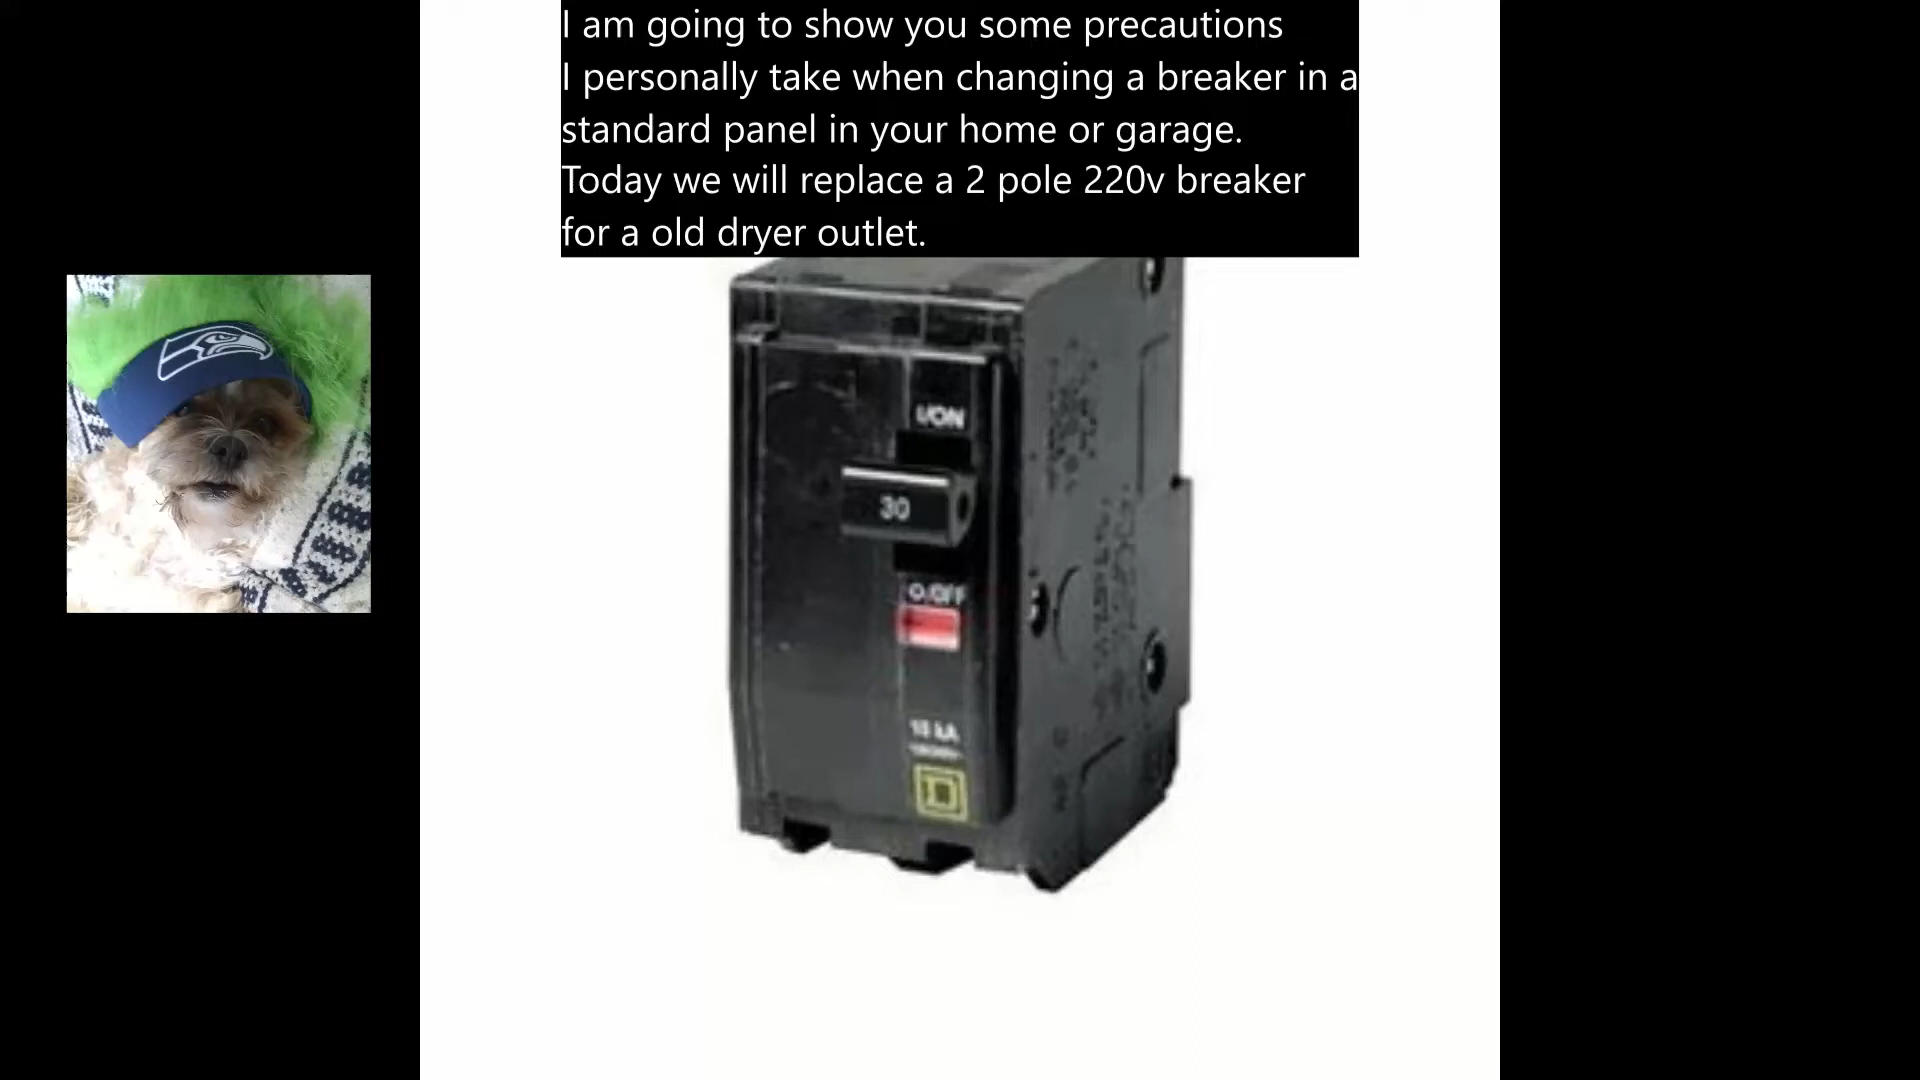 I am going to show you some precautions
I personally take when changing a breaker in a
standard panel in your home or garage.
Today we will replace a 2 pole 220v breaker
for a old dryer outlet.
I/ON
30
O/OFF